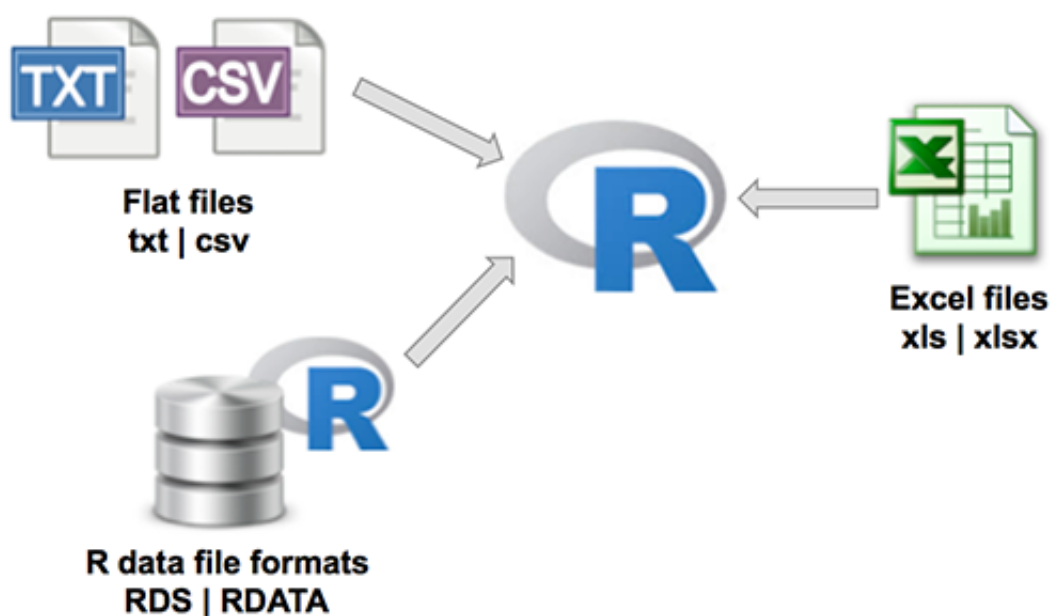 TXT
CSV
Flat files
txt | csv
R
Excel files
xls | xlsx
R
R data file formats
RDS | RDATA